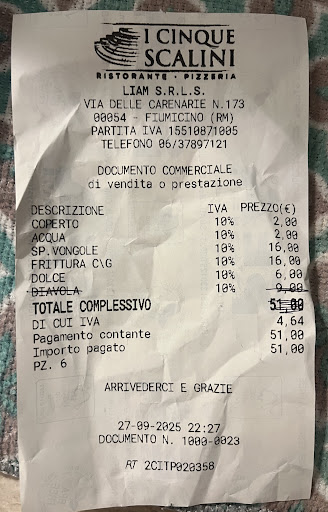 I CINQUE
SCALINI
RISTORANTE · PIZZERIA
LIAM S.R.L.S.
VIA DELLE CARENARIE N.173
00054 - FIUMICINO (RM)
PARTITA IVA 15510871005
TELEFONO 06/37897121
DOCUMENTO COMMERCIALE
di vendita o prestazione
DESCRIZIONE IVA PREZZO(€)
COPERTO 10% 2,00
ACQUA 10% 2,00
SP.VONGOLE 10% 16,00
FRITTURA C\G 10% 16,00
DOLCE 10% 6,00
DIAVOLA 10% 9,00
TOTALE COMPLESSIVO 51,00
DI CUI IVA 4,64
Pagamento contante 51,00
Importo pagato 51,00
PZ. 6
ARRIVEDERCI E GRAZIE
27-09-2025 22:27
DOCUMENTO N. 1000-0023
RT 2CITP020358